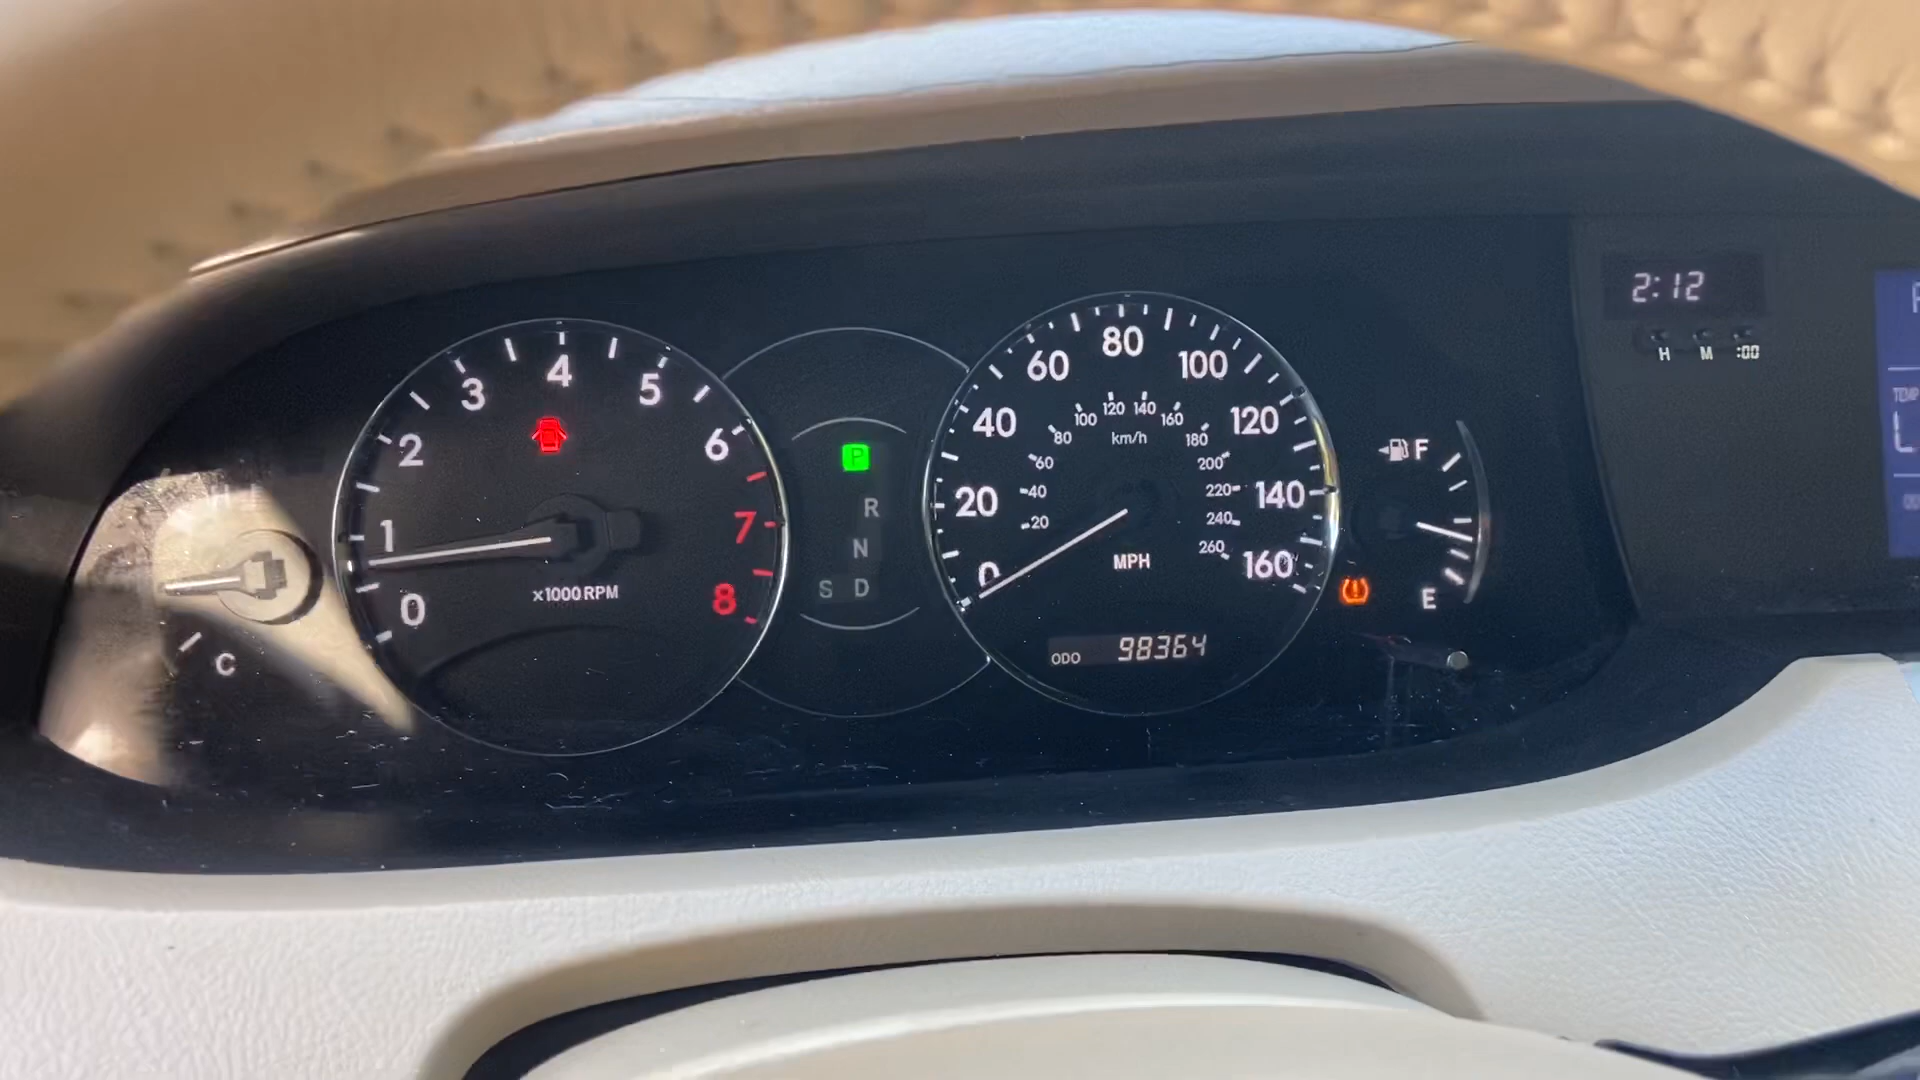 0 1 2 3 4 5 6 7 8
x1000 RPM
C
P
R
N
S D
0 20 40 60 80 100 120 140 160
20 40 60 80 100 120 140 160 180 200 220 240 260
km/h
MPH
ODO 98364
F
E
2:12
H M :00
TEMP